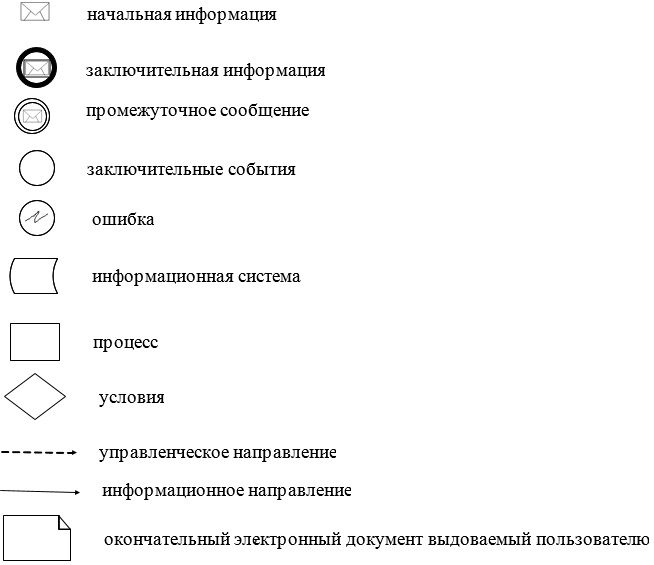 начальная информация
заключительная информация
промежуточное сообщение
заключительные события
ошибка
информационная система
процесс
условия
управленческое направление
информационное направление
окончательный электронный документ выдоваемый пользователю